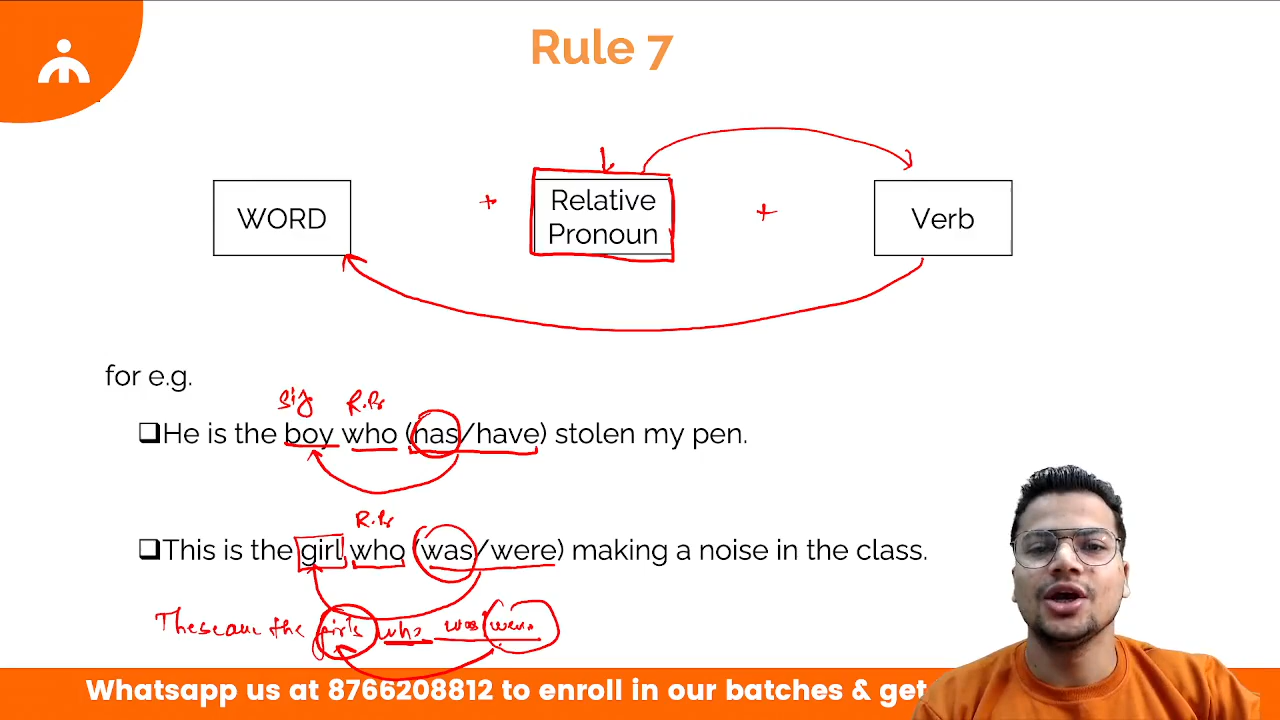 Rule 7
WORD + Relative Pronoun + Verb
for e.g.
sig R.Pr
❑He is the boy who (has/have) stolen my pen.
R.Pr
❑This is the girl who (was/were) making a noise in the class.
These are the girls who was were
Whatsapp us at 8766208812 to enroll in our batches & get